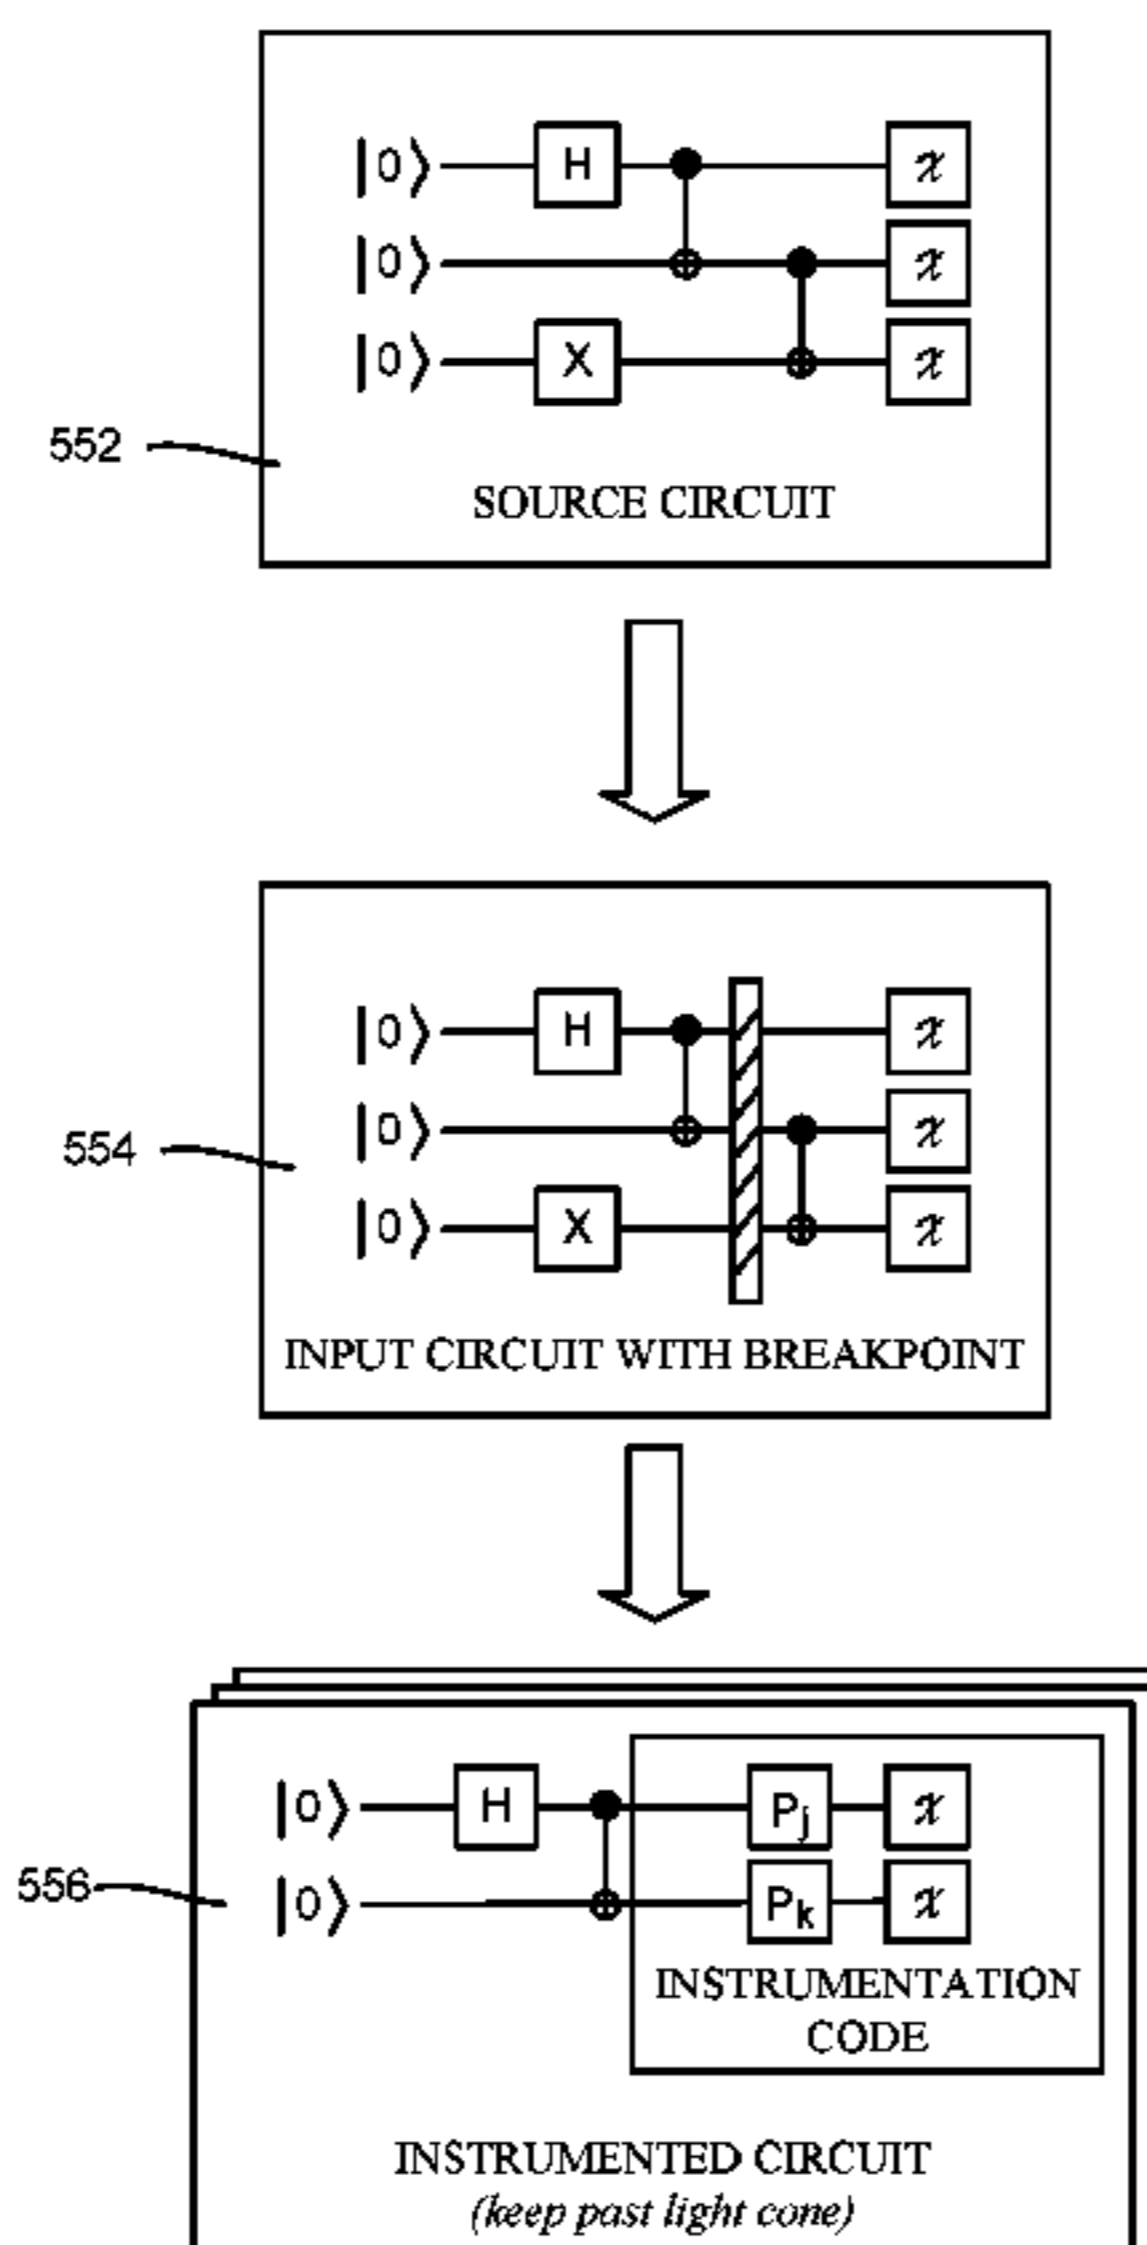 |0⟩ H 𝓏
|0⟩ 𝓏
|0⟩ X 𝓏
552
SOURCE CIRCUIT
|0⟩ H 𝓏
|0⟩ 𝓏
554
|0⟩ X 𝓏
INPUT CIRCUIT WITH BREAKPOINT
|0⟩ H Pj 𝓏
556
|0⟩ Pk 𝓏
INSTRUMENTATION
CODE
INSTRUMENTED CIRCUIT
(keep past light cone)